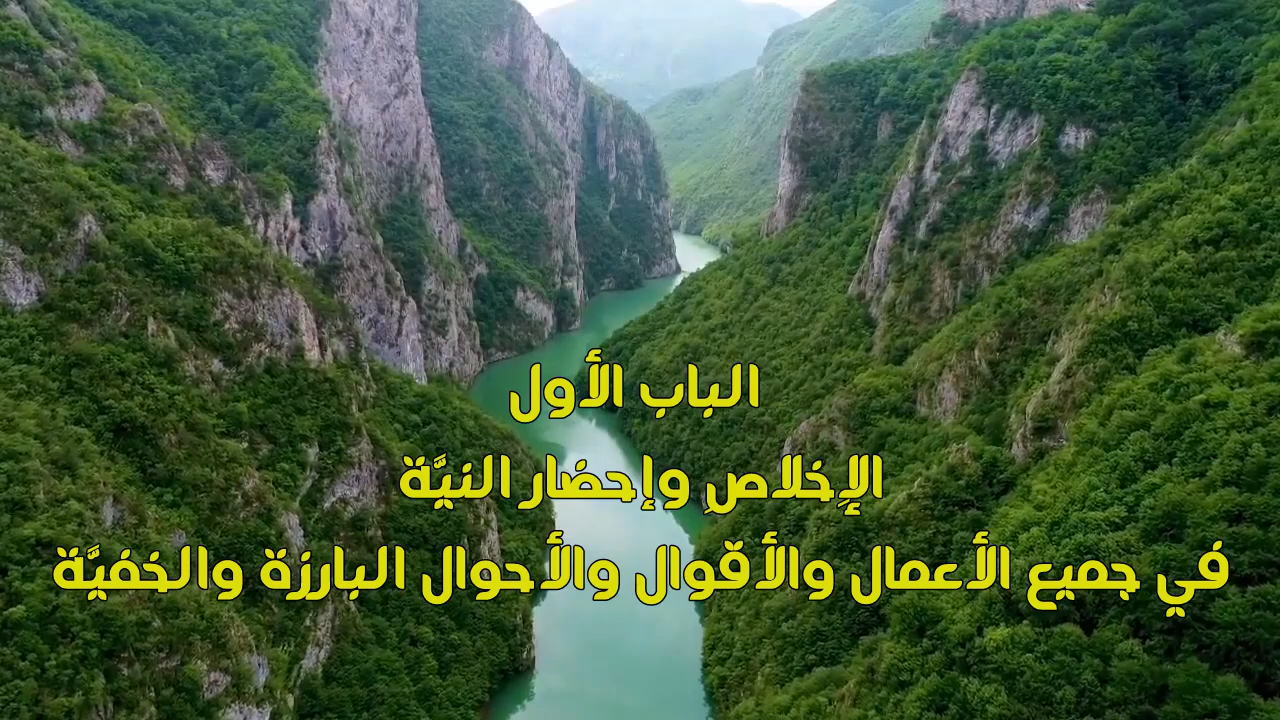 الباب الأول
الإِخلاصِ وإحضار النيَّة
في جميع الأعمال والأقوال والأحوال البارزة والخفيَّة